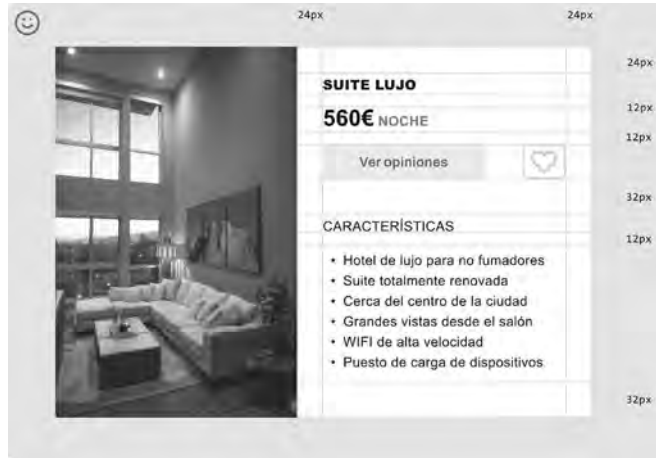 24px 24px
24px
SUITE LUJO
12px
560€ NOCHE
12px
Ver opiniones
32px
CARACTERÍSTICAS
12px
• Hotel de lujo para no fumadores
• Suite totalmente renovada
• Cerca del centro de la ciudad
• Grandes vistas desde el salón
• WIFI de alta velocidad
• Puesto de carga de dispositivos
32px